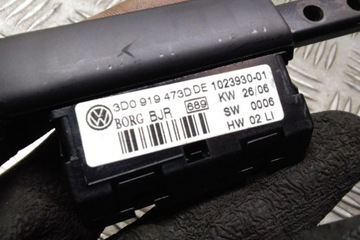 3D0 919 473D DE 1023930-01
BORG BJR 689 KW 26/06
SW 0006
HW 02 LI